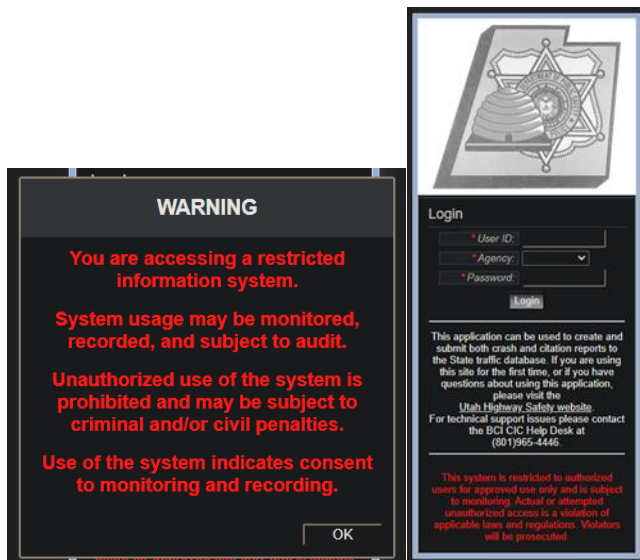 WARNING
You are accessing a restricted
information system.
System usage may be monitored,
recorded, and subject to audit.
Unauthorized use of the system is
prohibited and may be subject to
criminal and/or civil penalties.
Use of the system indicates consent
to monitoring and recording.
OK
Login
* User ID:
* Agency:
* Password:
Login
This application can be used to create and
submit both crash and citation reports to
the State traffic database. If you are using
this site for the first time, or if you have
questions about using this application,
please visit the
Utah Highway Safety website.
For technical support issues please contact
the BCI CIC Help Desk at
(801)965-4446.
This system is restricted to authorized
users for approved use only and is subject
to monitoring. Actual or attempted
unauthorized access is a violation of
applicable laws and regulations. Violators
will be prosecuted.